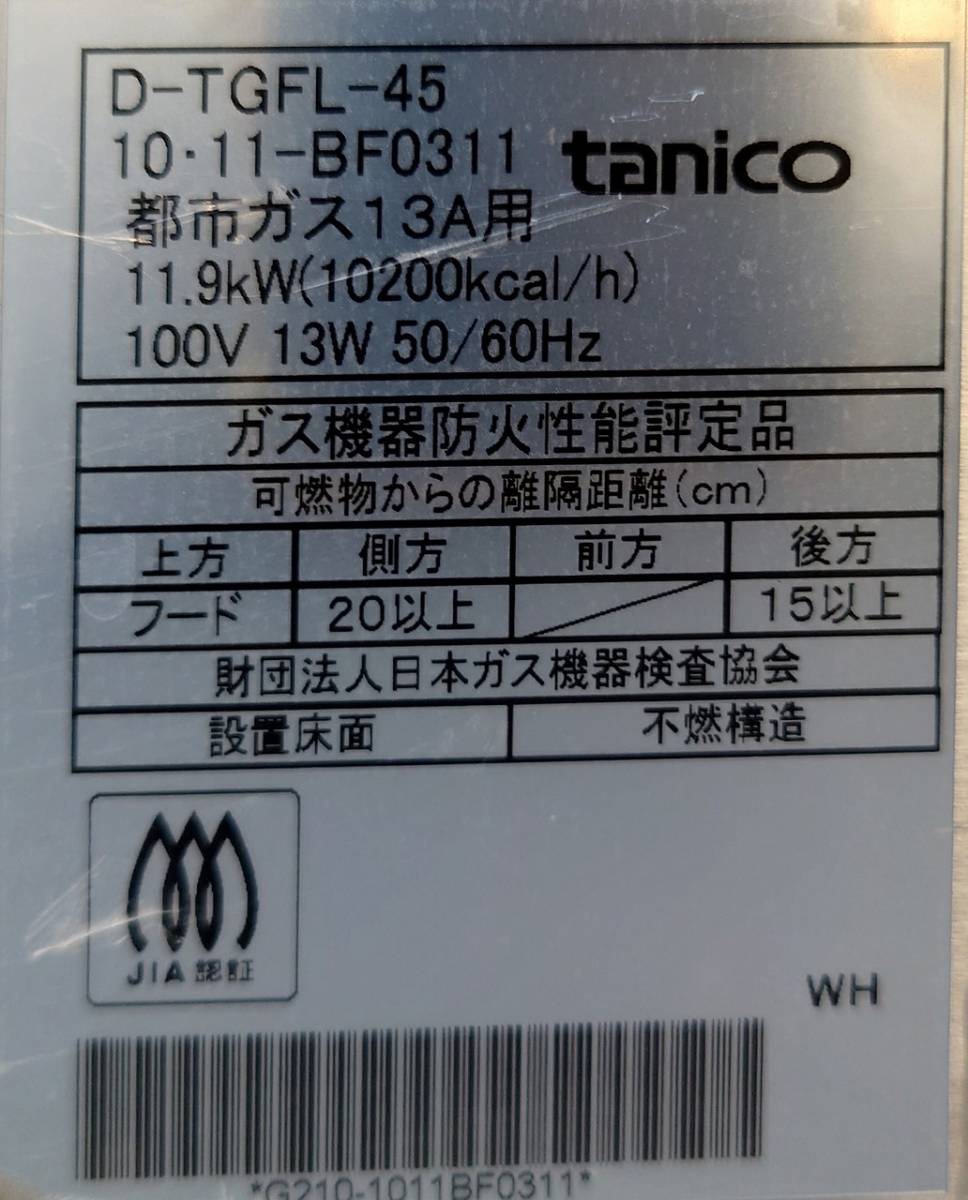 D-TGFL-45
10・11-BF0311 tanico
都市ガス13A用
11.9kW(10200kcal/h)
100V 13W 50/60Hz
ガス機器防火性能評定品
可燃物からの離隔距離(cm)
上方 側方 前方 後方
フード 20以上 15以上
財団法人日本ガス機器検査協会
設置床面 不燃構造
JIA認証
WH
*G210-1011BF0311*